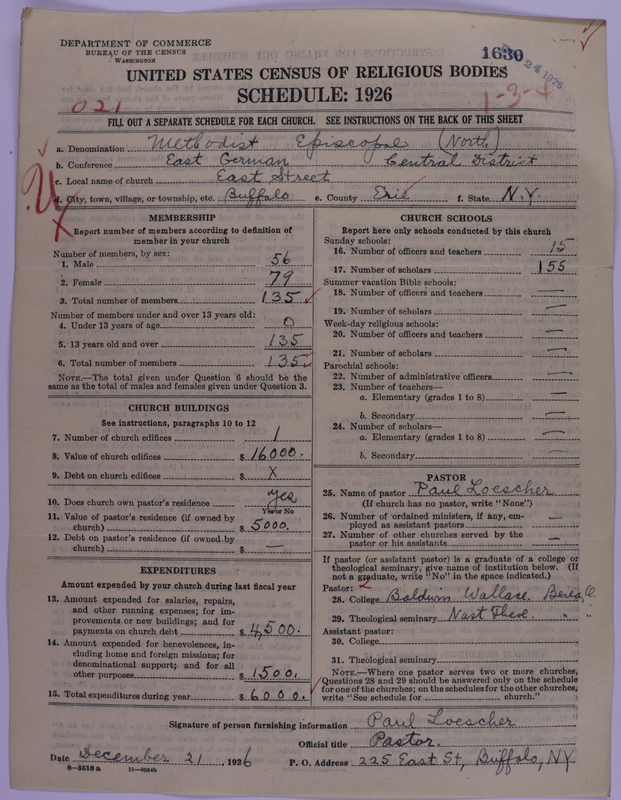 DEPARTMENT OF COMMERCE
BUREAU OF THE CENSUS
WASHINGTON
1630
24 1926
UNITED STATES CENSUS OF RELIGIOUS BODIES
SCHEDULE: 1926
021
1-3-4
FILL OUT A SEPARATE SCHEDULE FOR EACH CHURCH. SEE INSTRUCTIONS ON THE BACK OF THIS SHEET
a. Denomination Methodist Episcopal (North)
b. Conference East German Central District
c. Local name of church East Street
d. City, town, village, or township, etc. Buffalo e. County Erie f. State N.Y.
MEMBERSHIP
Report number of members according to definition of
member in your church
Number of members, by sex:
1. Male 56
2. Female 79
3. Total number of members 135
Number of members under and over 13 years old:
4. Under 13 years of age 0
5. 13 years old and over 135
6. Total number of members 135
NOTE.—The total given under Question 6 should be the
same as the total of males and females given under Question 3.
CHURCH BUILDINGS
See instructions, paragraphs 10 to 12
7. Number of church edifices 1
8. Value of church edifices $ 16000.
9. Debt on church edifices $ X
10. Does church own pastor's residence yes
Yes or No
11. Value of pastor's residence (if owned by
church) $ 5000.
12. Debt on pastor's residence (if owned by
church) $ —
EXPENDITURES
Amount expended by your church during last fiscal year
13. Amount expended for salaries, repairs,
and other running expenses; for im-
provements or new buildings; and for
payments on church debt $ 4,500.
14. Amount expended for benevolences, in-
cluding home and foreign missions; for
denominational support; and for all
other purposes $ 1500.
15. Total expenditures during year $ 6000.
CHURCH SCHOOLS
Report here only schools conducted by this church
Sunday schools:
16. Number of officers and teachers 15
17. Number of scholars 155
Summer vacation Bible schools:
18. Number of officers and teachers —
19. Number of scholars —
Week-day religious schools:
20. Number of officers and teachers —
21. Number of scholars —
Parochial schools:
22. Number of administrative officers —
23. Number of teachers—
a. Elementary (grades 1 to 8) —
b. Secondary —
24. Number of scholars—
a. Elementary (grades 1 to 8) —
b. Secondary —
PASTOR
25. Name of pastor Paul Loescher
(If church has no pastor, write "None")
26. Number of ordained ministers, if any, em-
ployed as assistant pastors —
27. Number of other churches served by the
pastor or his assistants —
If pastor (or assistant pastor) is a graduate of a college or
theological seminary, give name of institution below. (If
not a graduate, write "No" in the space indicated.)
Pastor: 2
28. College Baldwin Wallace. Berea, O.
29. Theological seminary Nast Theol. " "
Assistant pastor:
30. College
31. Theological seminary
NOTE.—Where one pastor serves two or more churches,
Questions 28 and 29 should be answered only on the schedule
for one of the churches; on the schedules for the other churches,
write "See schedule for church."
Signature of person furnishing information Paul Loescher
Official title Pastor.
Date December 21, 1926 P. O. Address 225 East St, Buffalo, NY
8—5518 a